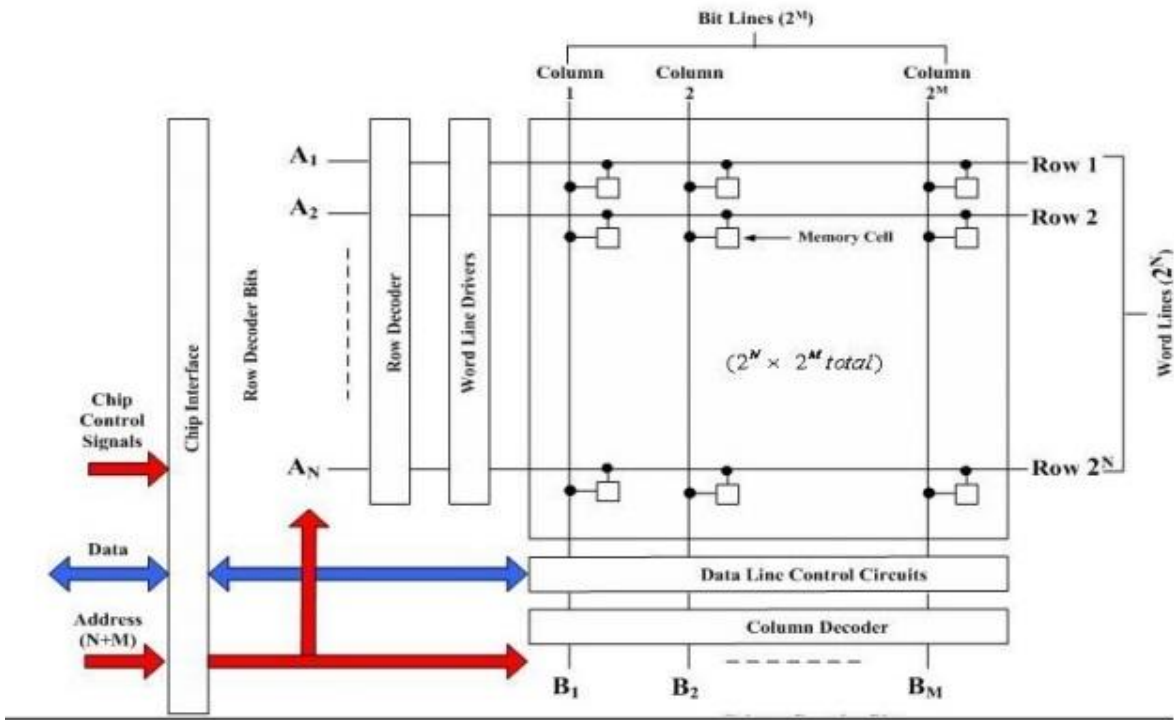 Bit Lines (2^M)
Column
1
Column
2
Column
2^M
A1
A2
AN
Row 1
Row 2
Row 2^N
Memory Cell
(2^N × 2^M total)
Word Lines (2^N)
Chip Interface
Row Decoder Bits
Row Decoder
Word Line Drivers
Chip
Control
Signals
Data
Address
(N+M)
Data Line Control Circuits
Column Decoder
B1
B2
BM